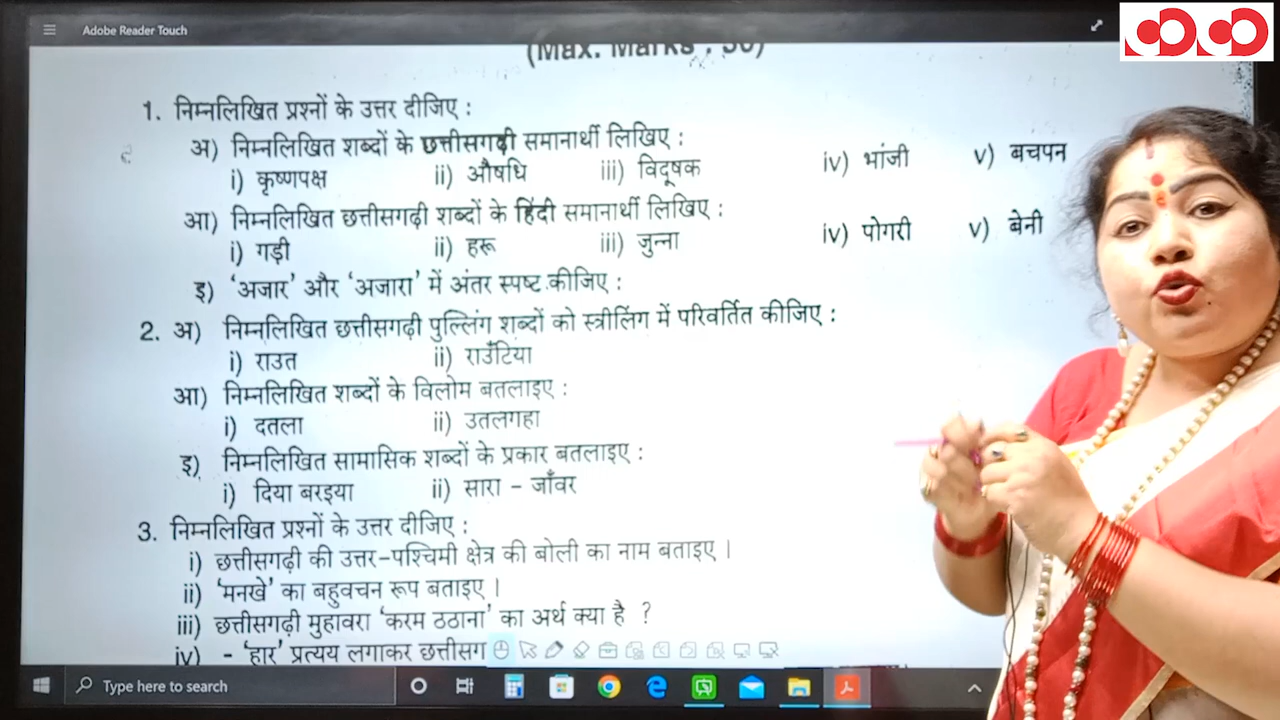 Adobe Reader Touch
(Max. Marks : 50)
1. निम्नलिखित प्रश्नों के उत्तर दीजिए :
अ) निम्नलिखित शब्दों के छत्तीसगढ़ी समानार्थी लिखिए :
i) कृष्णपक्ष ii) औषधि iii) विदूषक iv) भांजी v) बचपन
आ) निम्नलिखित छत्तीसगढ़ी शब्दों के हिंदी समानार्थी लिखिए :
i) गड़ी ii) हरू iii) जुन्ना iv) पोगरी v) बेनी
इ) 'अजार' और 'अजारा' में अंतर स्पष्ट कीजिए :
2. अ) निम्नलिखित छत्तीसगढ़ी पुल्लिंग शब्दों को स्त्रीलिंग में परिवर्तित कीजिए :
i) राउत ii) राउँटिया
आ) निम्नलिखित शब्दों के विलोम बतलाइए :
i) दतला ii) उतलगहा
इ) निम्नलिखित सामासिक शब्दों के प्रकार बतलाइए :
i) दिया बरइया ii) सारा - जाँवर
3. निम्नलिखित प्रश्नों के उत्तर दीजिए :
i) छत्तीसगढ़ी की उत्तर-पश्चिमी क्षेत्र की बोली का नाम बताइए |
ii) 'मनखे' का बहुवचन रूप बताइए |
iii) छत्तीसगढ़ी मुहावरा 'करम ठठाना' का अर्थ क्या है ?
iv) - 'हार' प्रत्यय लगाकर छत्तीसग
Type here to search